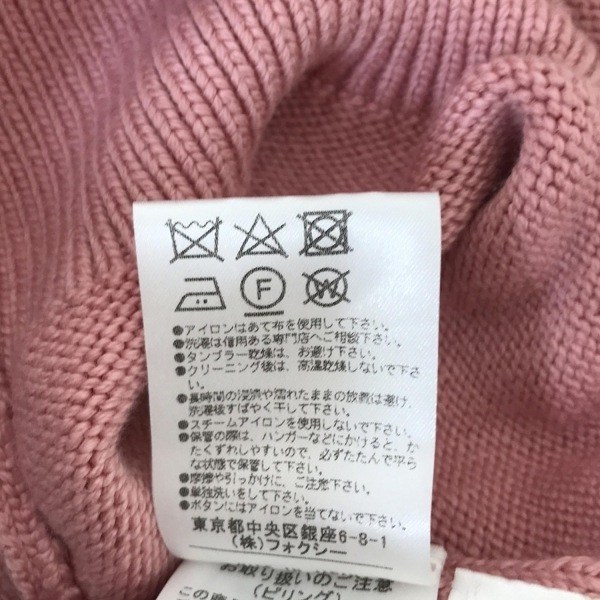 F W
●アイロンはあて布を使用して下さい。
●洗濯は信用ある専門店へご相談下さい。
●タンブラー乾燥は、お避け下さい。
●クリーニング後は、高温乾燥しないで下さ
い。
●長時間の浸漬や濡れたままの放置は避け、
洗濯後すばやく干して下さい。
●スチームアイロンを使用しないで下さい。
●保管の際は、ハンガーなどにかけると、か
たくずれしやすいので、必ずたたんで平ら
な状態で保管して下さい。
●摩擦や引っかけに、ご注意下さい。
●単独洗いをして下さい。
●ボタンにはアイロンを当てないで下さい。
東京都中央区銀座6-8-1
(株)フォクシー
お取り扱いのご注意
(ピリング)
この